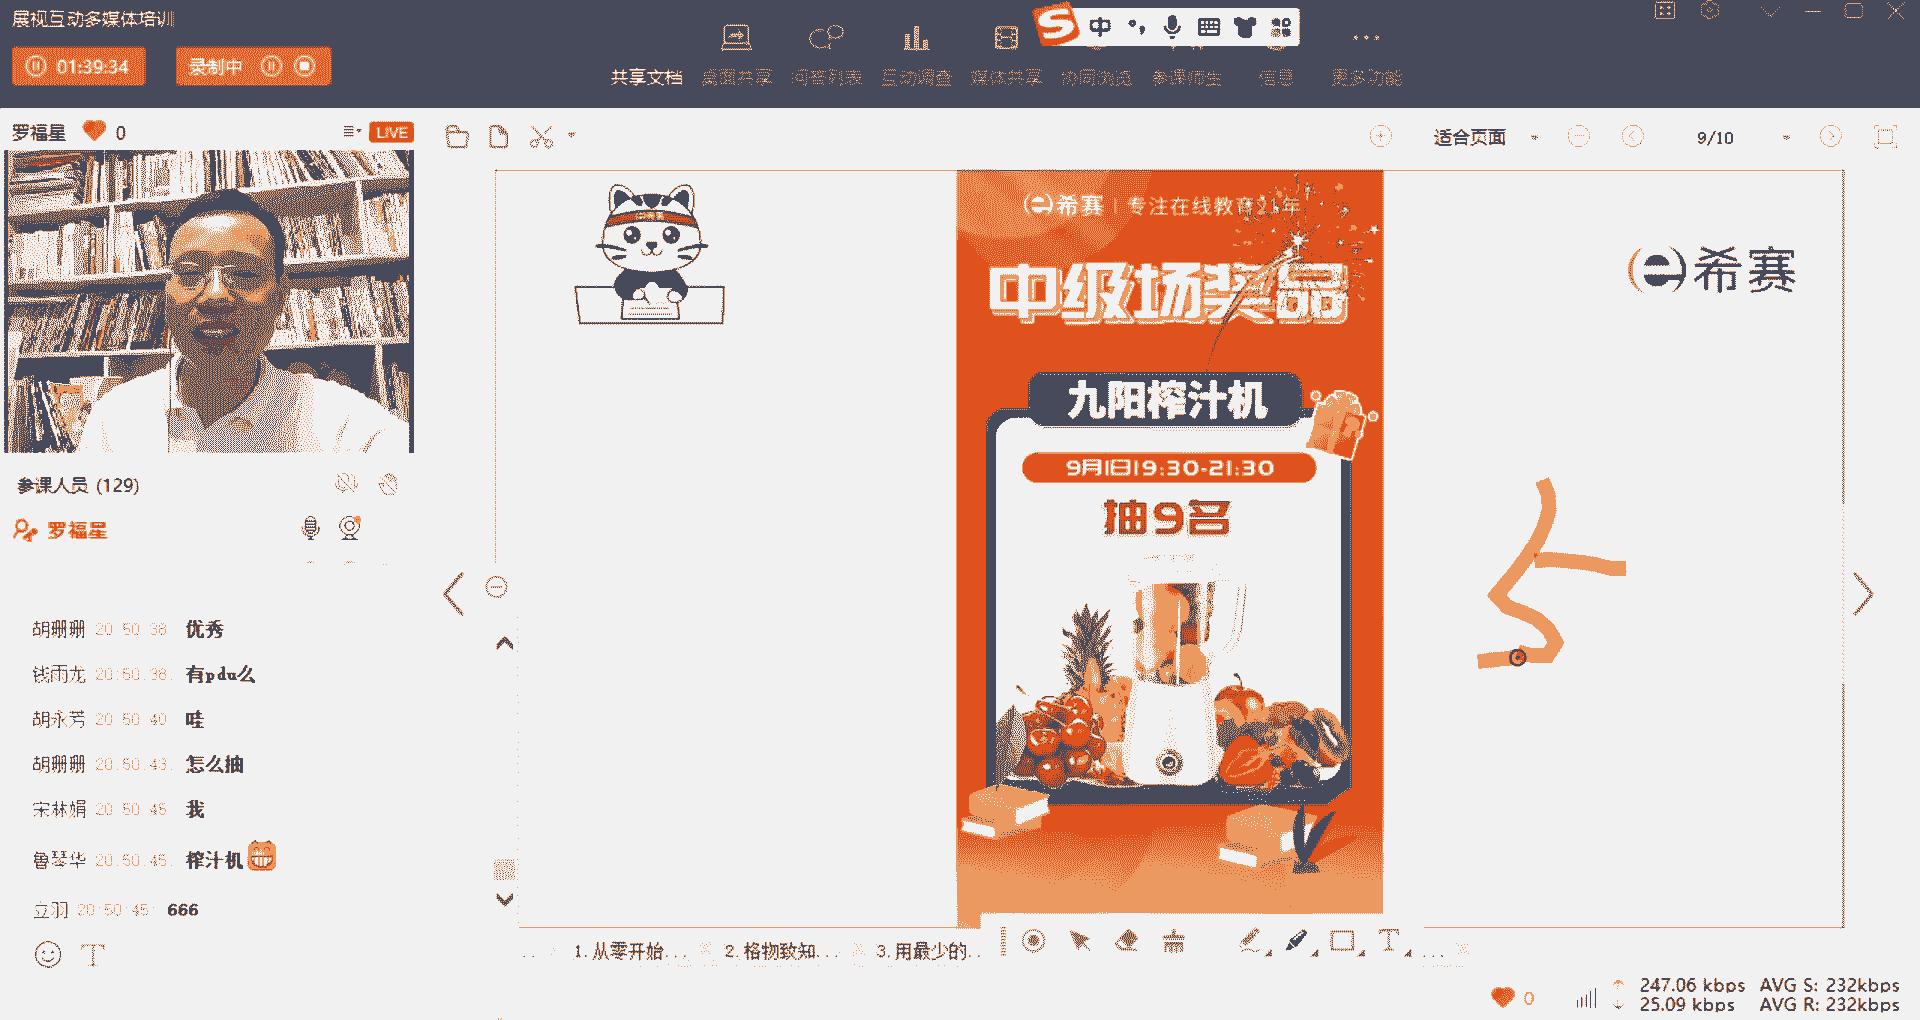 展视互动多媒体培训
01:39:34
录制中
中
共享文档 桌面共享 问答列表 互动调查 媒体共享 协同浏览 参课师生 信息 更多功能
罗福星 0
LIVE
适合页面
9/10
参课人员 (129)
罗福星
胡珊珊 20:50:38 优秀
钱雨龙 20:50:38 有pdu么
胡永芳 20:50:40 哇
胡珊珊 20:50:43 怎么抽
宋林娟 20:50:45 我
鲁琴华 20:50:45 榨汁机
立羽 20:50:45 666
希赛 | 专注在线教育21年
中级场奖品
九阳榨汁机
9月1日19:30-21:30
抽9名
希赛
1.从零开始... 2.格物致知... 3.用最少的..
0
247.06 kbps AVG S: 232kbps
25.09 kbps AVG R: 232kbps